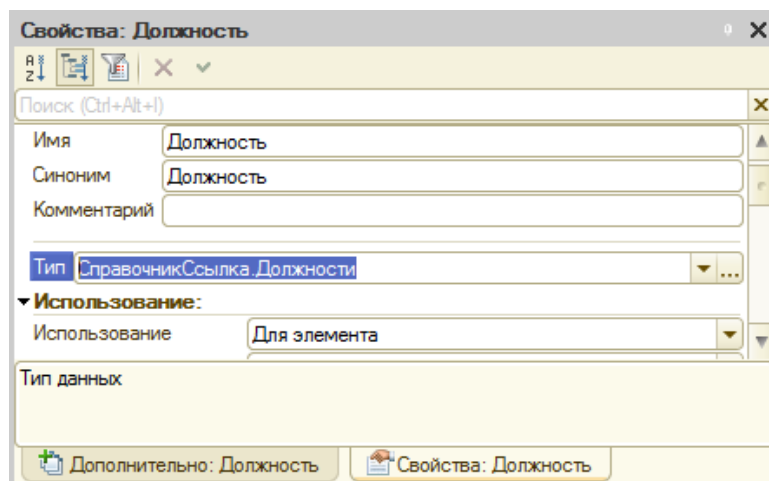 Свойства: Должность
Поиск (Ctrl+Alt+I)
Имя Должность
Синоним Должность
Комментарий
Тип СправочникСсылка.Должности ...
Использование:
Использование Для элемента
Тип данных
Дополнительно: Должность Свойства: Должность